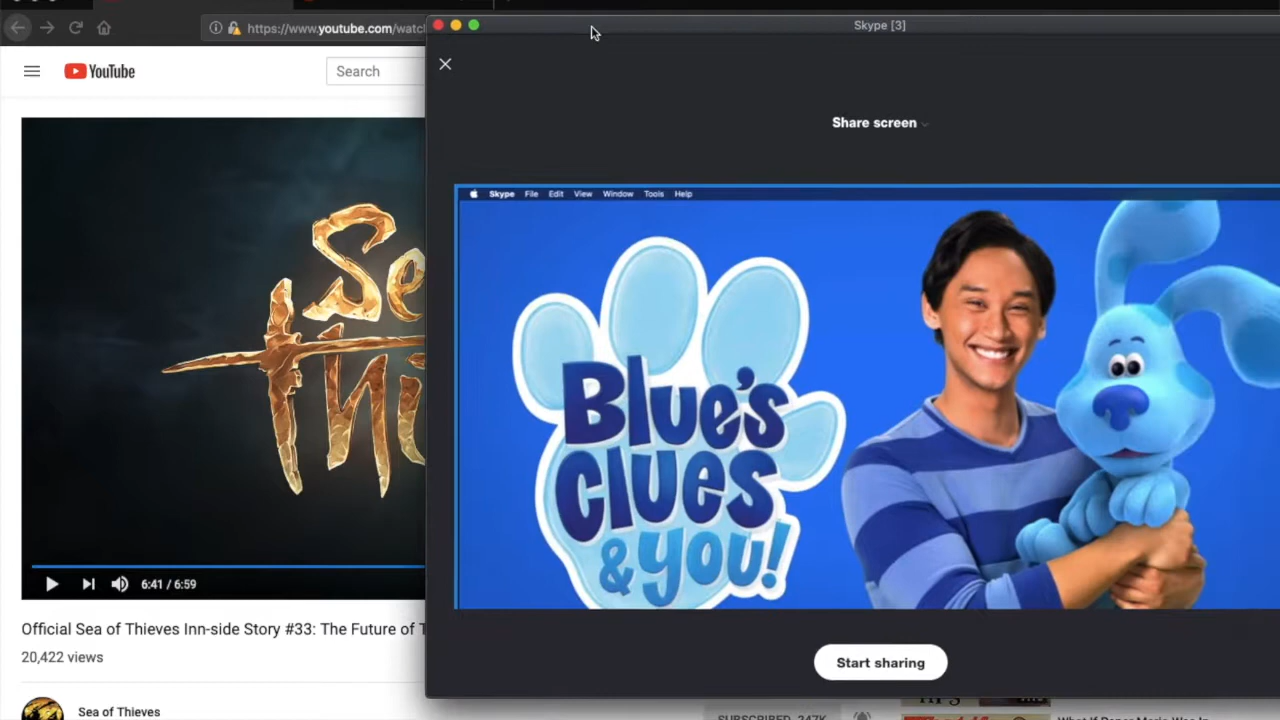 https://www.youtube.com/watc
Skype [3]
YouTube
Search
Share screen
Skype File Edit View Window Tools Help
Se
Thi
Blue's
Clues
& you!
6:41 / 6:59
Official Sea of Thieves Inn-side Story #33: The Future of T
20,422 views
Start sharing
Sea of Thieves
SUBSCRIBED 247K